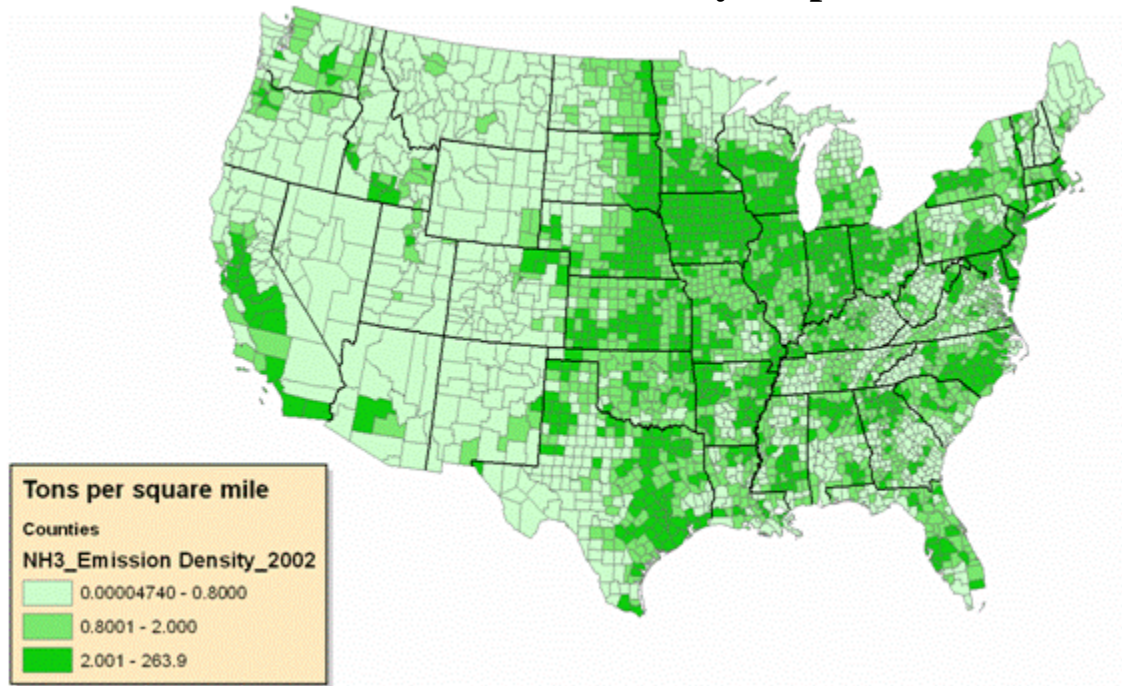 Tons per square mile
Counties
NH3_Emission Density_2002
0.00004740 - 0.8000
0.8001 - 2.000
2.001 - 263.9